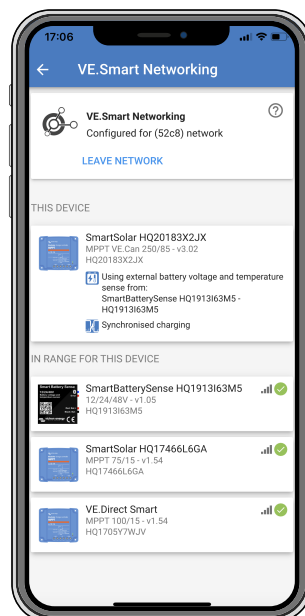 17:06
VE.Smart Networking
VE.Smart Networking
Configured for (52c8) network
LEAVE NETWORK
THIS DEVICE
SmartSolar HQ20183X2JX
MPPT VE.Can 250/85 - v3.02
HQ20183X2JX
Using external battery voltage and temperature
sense from:
SmartBatterySense HQ1913I63M5 -
HQ1913I63M5
Synchronised charging
IN RANGE FOR THIS DEVICE
Smart Battery Sense
SmartBatterySense HQ1913I63M5
12/24/48V - v1.05
HQ1913I63M5
SmartSolar HQ17466L6GA
MPPT 75/15 - v1.54
HQ17466L6GA
VE.Direct Smart
MPPT 100/15 - v1.54
HQ1705Y7WJV